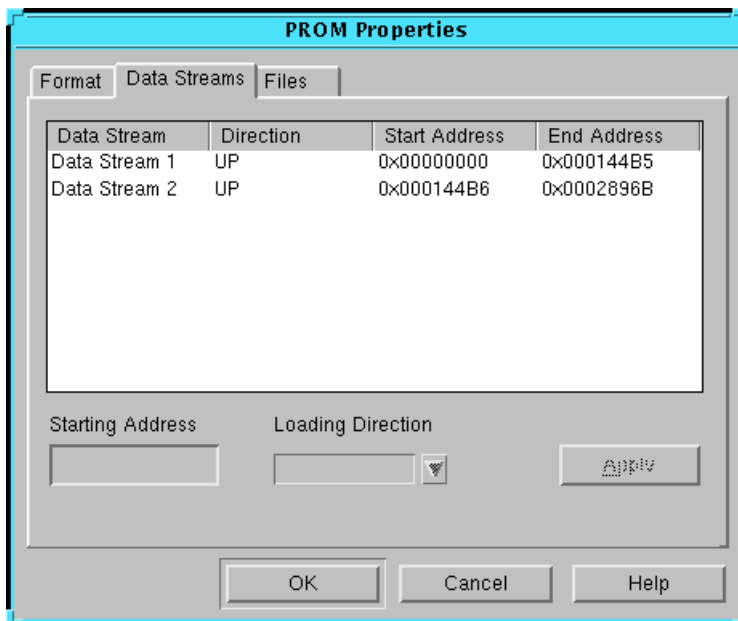 PROM Properties
Format Data Streams Files
Data Stream Direction Start Address End Address
Data Stream 1 UP 0x00000000 0x000144B5
Data Stream 2 UP 0x000144B6 0x0002896B
Starting Address Loading Direction
Apply
OK Cancel Help